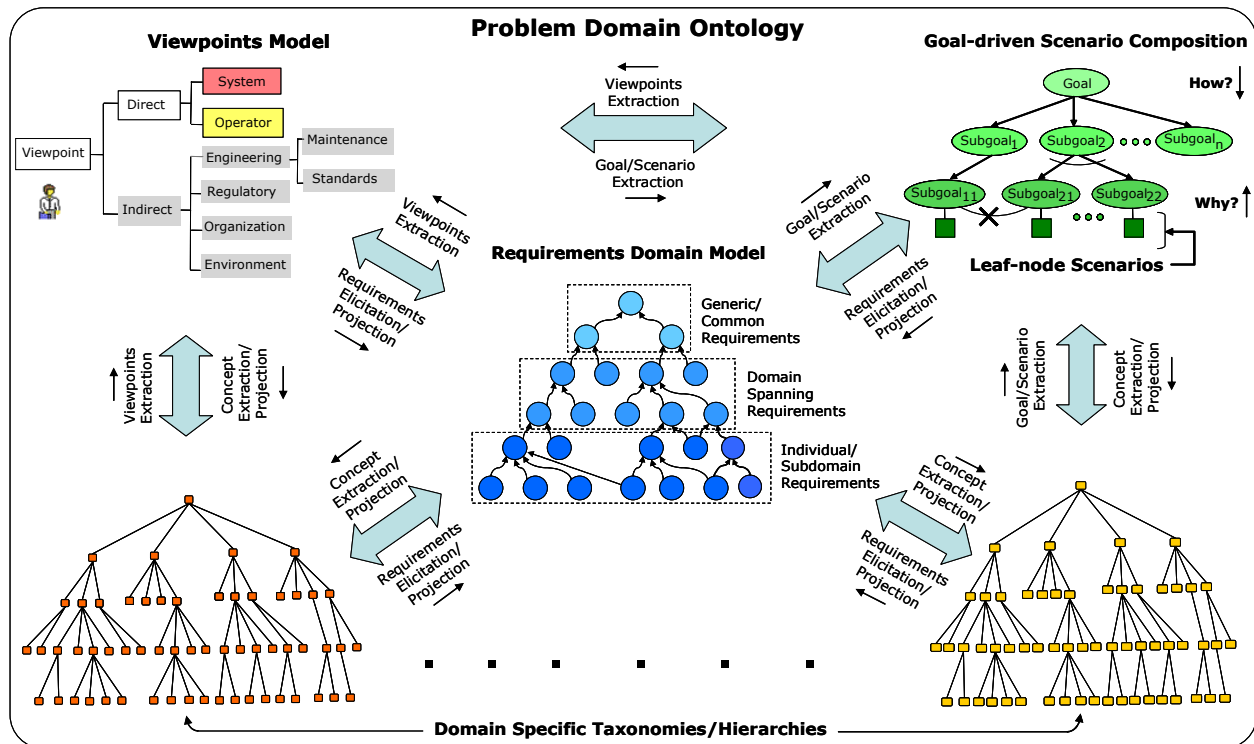 Problem Domain Ontology
Viewpoints Model
Goal-driven Scenario Composition
Viewpoint
Direct
System
Operator
Indirect
Engineering
Maintenance
Standards
Regulatory
Organization
Environment
Viewpoints
Extraction
Goal/Scenario
Extraction
Goal
How?
Subgoal1
Subgoal2
Subgoaln
Subgoal11
Subgoal21
Subgoal22
Why?
Leaf-node Scenarios
Viewpoints
Extraction
Requirements
Elicitation/
Projection
Goal/Scenario
Extraction
Requirements
Elicitation/
Projection
Requirements Domain Model
Generic/
Common
Requirements
Domain
Spanning
Requirements
Individual/
Subdomain
Requirements
Viewpoints
Extraction
Concept
Extraction/
Projection
Goal/Scenario
Extraction
Concept
Extraction/
Projection
Concept
Extraction/
Projection
Requirements
Elicitation/
Projection
Concept
Extraction/
Projection
Requirements
Elicitation/
Projection
Domain Specific Taxonomies/Hierarchies